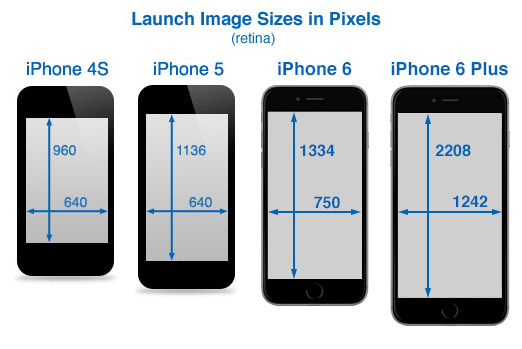 Launch Image Sizes in Pixels
(retina)
iPhone 4S
iPhone 5
iPhone 6
iPhone 6 Plus
960
640
1136
640
1334
750
2208
1242